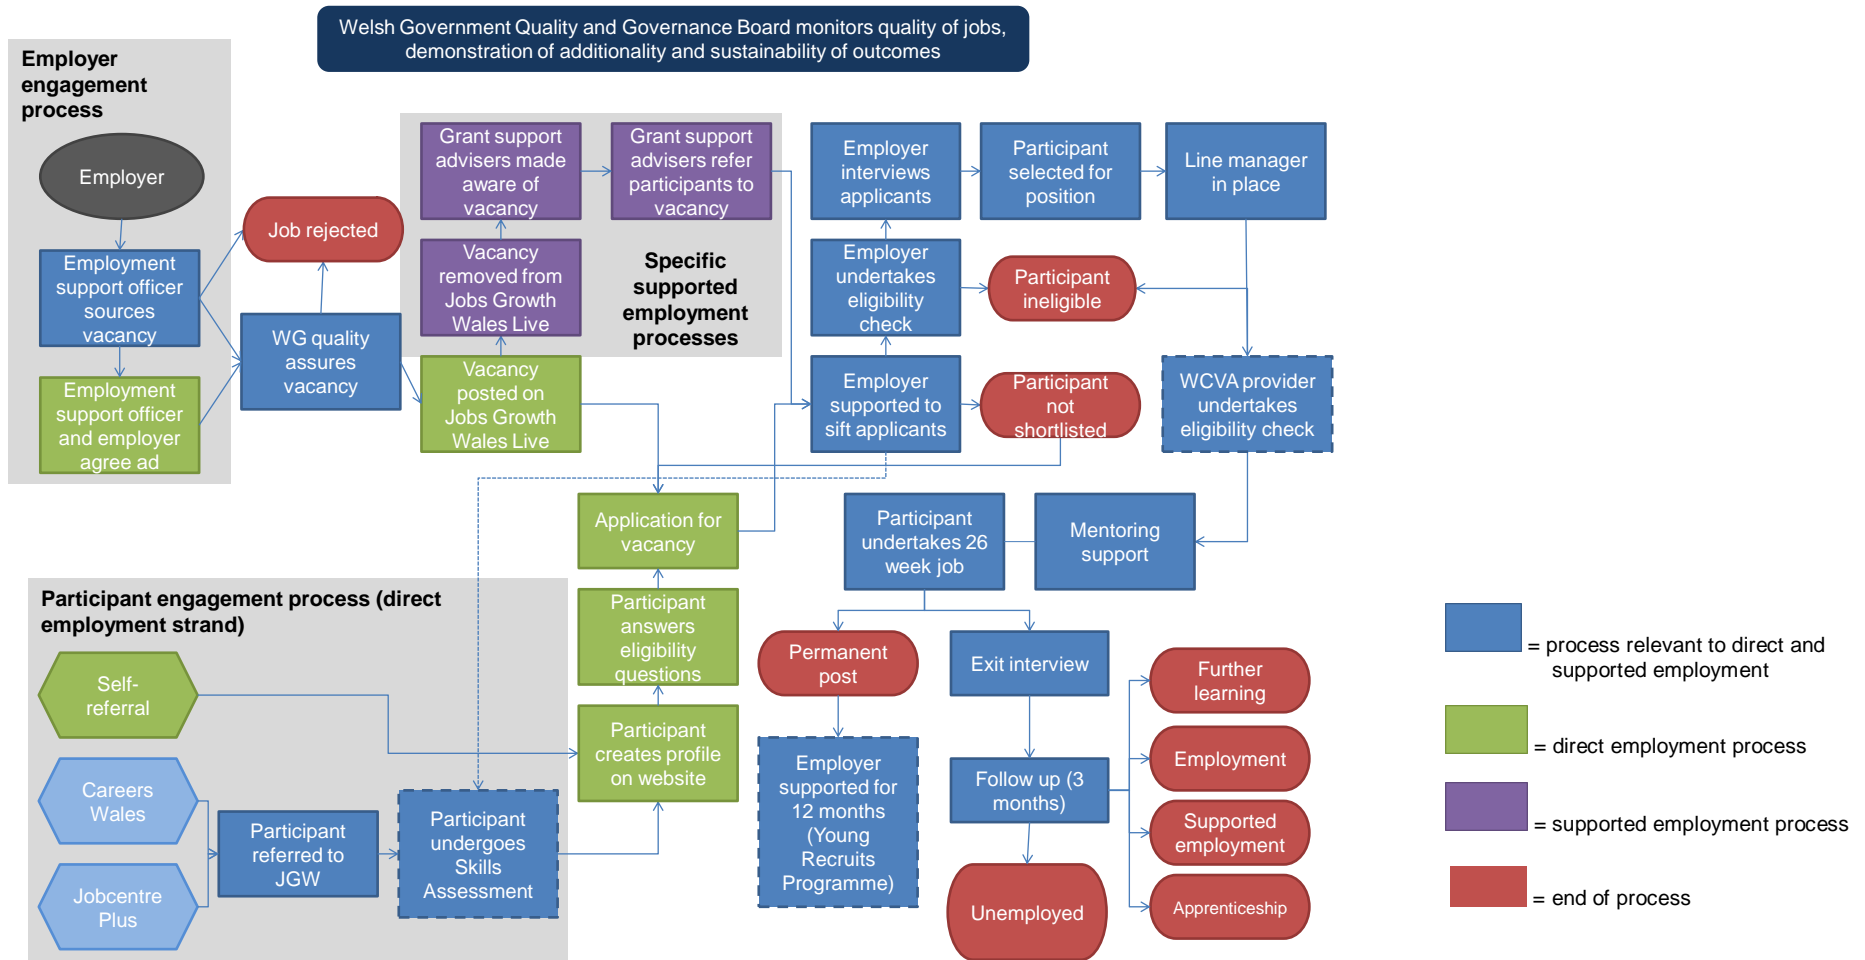 Welsh Government Quality and Governance Board monitors quality of jobs,
demonstration of additionality and sustainability of outcomes
Employer
engagement
process
Employer
Employment
support officer
sources
vacancy
Employment
support officer
and employer
agree ad
Job rejected
WG quality
assures
vacancy
Grant support
advisers made
aware of
vacancy
Grant support
advisers refer
participants to
vacancy
Vacancy
removed from
Jobs Growth
Wales Live
Specific
supported
employment
processes
Vacancy
posted on
Jobs Growth
Wales Live
Employer
interviews
applicants
Participant
selected for
position
Line manager
in place
Employer
undertakes
eligibility
check
Participant
ineligible
Employer
supported to
sift applicants
Participant
not
shortlisted
WCVA provider
undertakes
eligibility check
Application for
vacancy
Participant
undertakes 26
week job
Mentoring
support
Participant engagement process (direct
employment strand)
Self-
referral
Careers
Wales
Jobcentre
Plus
Participant
referred to
JGW
Participant
undergoes
Skills
Assessment
Participant
answers
eligibility
questions
Participant
creates profile
on website
Permanent
post
Exit interview
Employer
supported for
12 months
(Young
Recruits
Programme)
Follow up (3
months)
Unemployed
Further
learning
Employment
Supported
employment
Apprenticeship
= process relevant to direct and
supported employment
= direct employment process
= supported employment process
= end of process